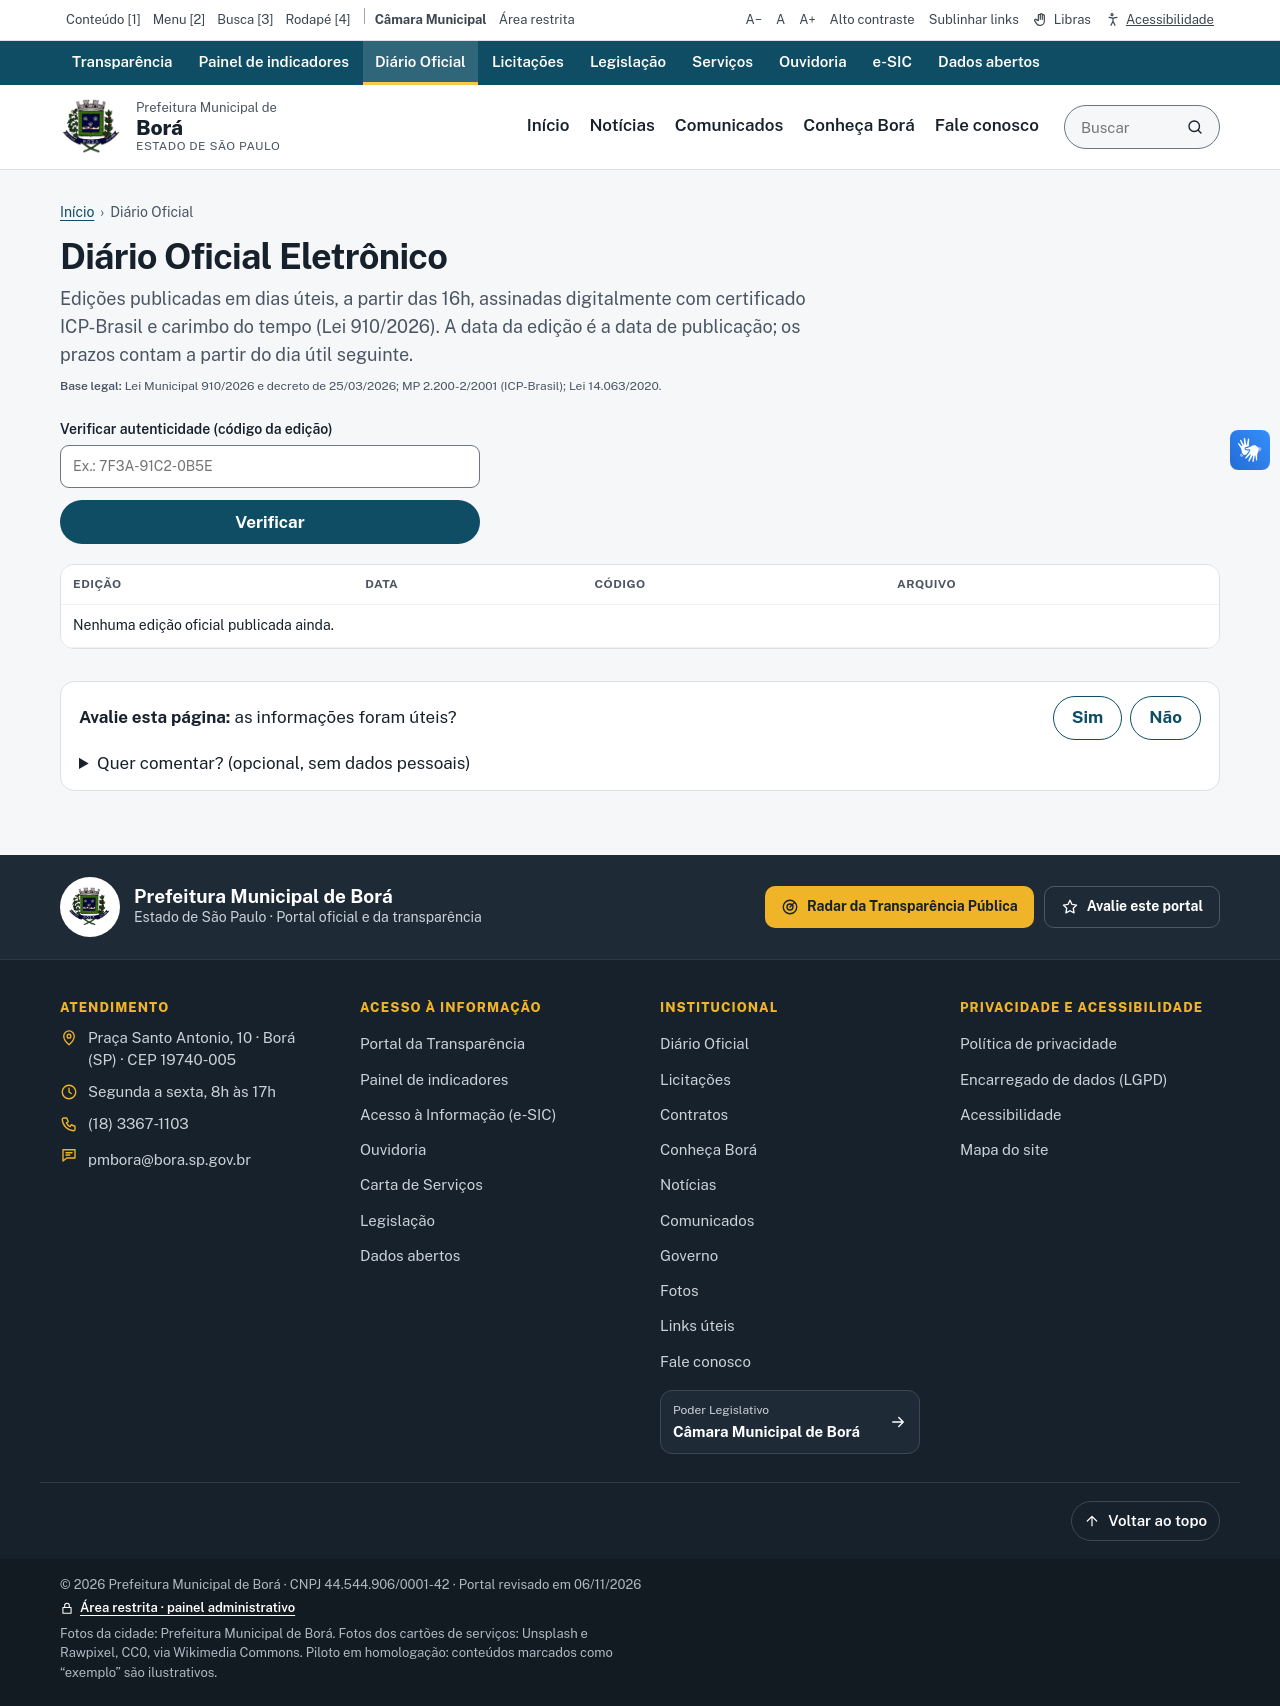 Conteúdo [1] Menu [2] Busca [3] Rodapé [4] Câmara Municipal Área restrita A− A A+ Alto contraste Sublinhar links Libras Acessibilidade
Transparência Painel de indicadores Diário Oficial Licitações Legislação Serviços Ouvidoria e-SIC Dados abertos
Prefeitura Municipal de
Borá
ESTADO DE SÃO PAULO
Início Notícias Comunicados Conheça Borá Fale conosco Buscar
Início › Diário Oficial
Diário Oficial Eletrônico
Edições publicadas em dias úteis, a partir das 16h, assinadas digitalmente com certificado
ICP-Brasil e carimbo do tempo (Lei 910/2026). A data da edição é a data de publicação; os
prazos contam a partir do dia útil seguinte.
Base legal: Lei Municipal 910/2026 e decreto de 25/03/2026; MP 2.200-2/2001 (ICP-Brasil); Lei 14.063/2020.
Verificar autenticidade (código da edição)
Ex.: 7F3A-91C2-0B5E
Verificar
EDIÇÃO DATA CÓDIGO ARQUIVO
Nenhuma edição oficial publicada ainda.
Avalie esta página: as informações foram úteis? Sim Não
Quer comentar? (opcional, sem dados pessoais)
Prefeitura Municipal de Borá
Estado de São Paulo · Portal oficial e da transparência
Radar da Transparência Pública Avalie este portal
ATENDIMENTO
Praça Santo Antonio, 10 · Borá
(SP) · CEP 19740-005
Segunda a sexta, 8h às 17h
(18) 3367-1103
pmbora@bora.sp.gov.br
ACESSO À INFORMAÇÃO
Portal da Transparência
Painel de indicadores
Acesso à Informação (e-SIC)
Ouvidoria
Carta de Serviços
Legislação
Dados abertos
INSTITUCIONAL
Diário Oficial
Licitações
Contratos
Conheça Borá
Notícias
Comunicados
Governo
Fotos
Links úteis
Fale conosco
Poder Legislativo
Câmara Municipal de Borá
PRIVACIDADE E ACESSIBILIDADE
Política de privacidade
Encarregado de dados (LGPD)
Acessibilidade
Mapa do site
Voltar ao topo
© 2026 Prefeitura Municipal de Borá · CNPJ 44.544.906/0001-42 · Portal revisado em 06/11/2026
Área restrita · painel administrativo
Fotos da cidade: Prefeitura Municipal de Borá. Fotos dos cartões de serviços: Unsplash e
Rawpixel, CC0, via Wikimedia Commons. Piloto em homologação: conteúdos marcados como
“exemplo” são ilustrativos.